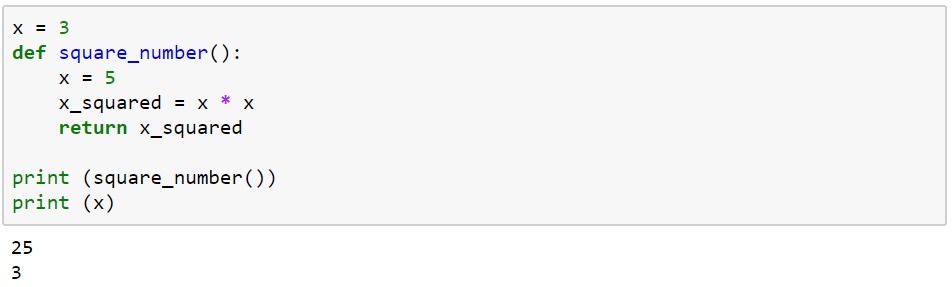 x = 3
def square_number():
    x = 5
    x_squared = x * x
    return x_squared

print (square_number())
print (x)
25
3